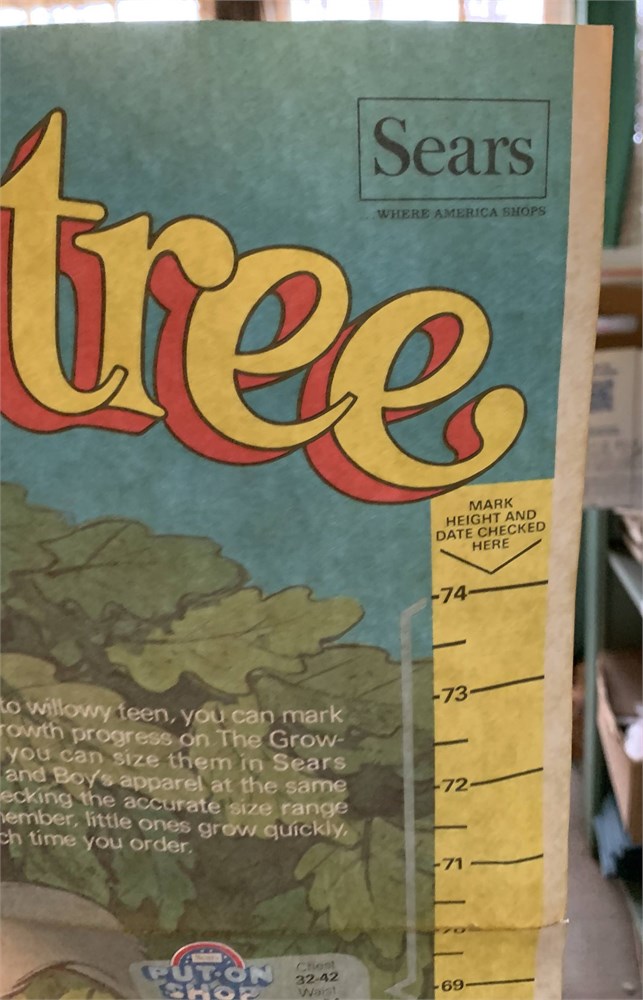 Sears
WHERE AMERICA SHOPS
tree
MARK
HEIGHT AND
DATE CHECKED
HERE
74
73
to willowy teen, you can mark
rowth progress on The Grow-
you can size them in Sears
and Boy's apparel at the same
ecking the accurate size range
member, little ones grow quickly,
ch time you order.
72
71
70
69
Sears
PUT-ON
SHOP
Chest
32-42
Waist